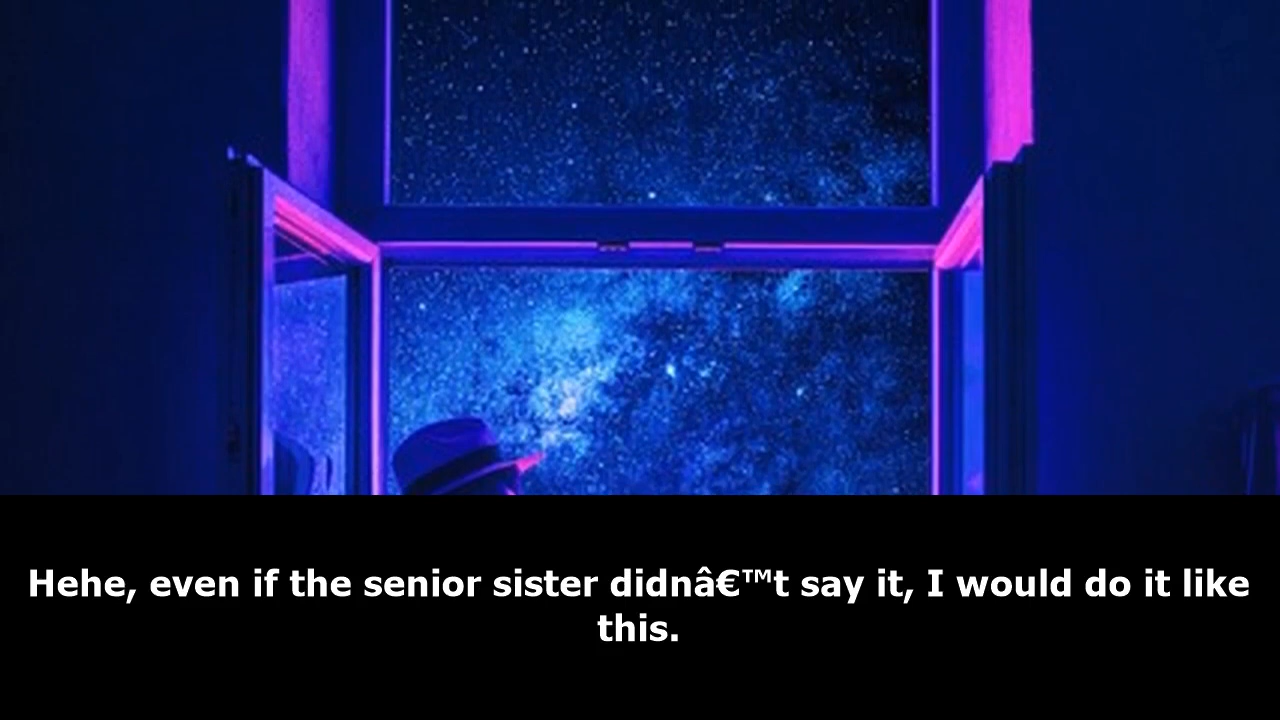 Hehe, even if the senior sister didnâ€™t say it, I would do it like
this.